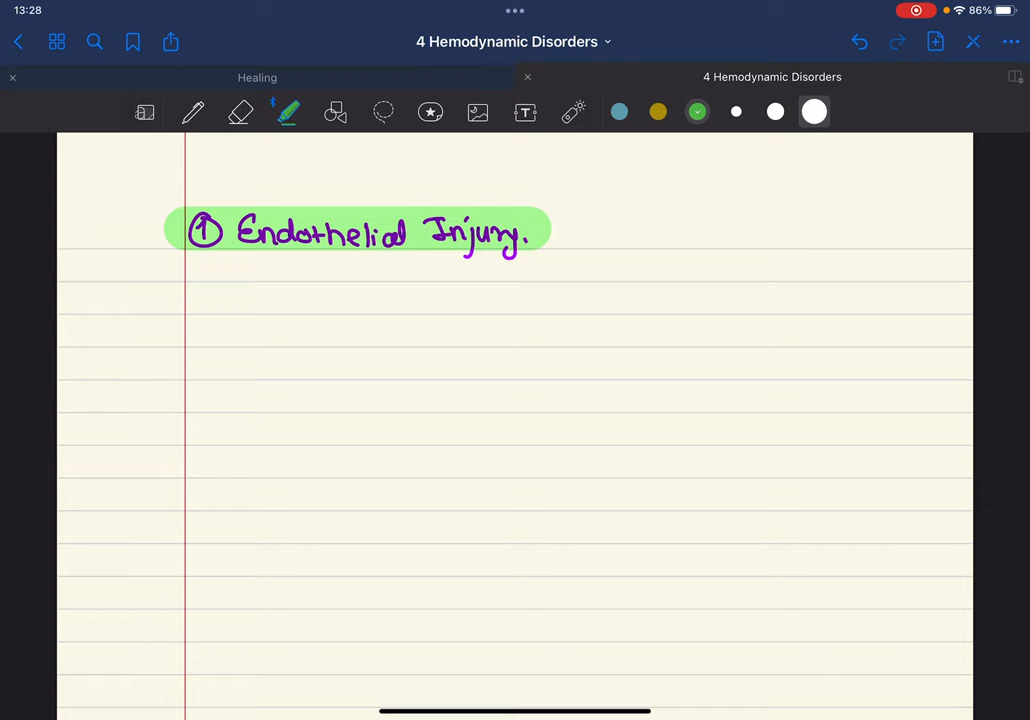 13:28
86%
4 Hemodynamic Disorders
Healing
4 Hemodynamic Disorders
T
① Endothelial Injury.